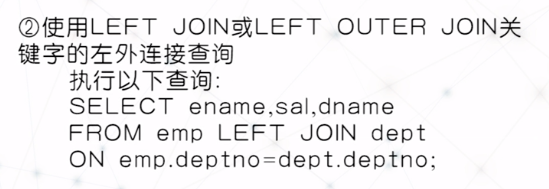 ②使用LEFT JOIN或LEFT OUTER JOIN关
键字的左外连接查询
执行以下查询:
SELECT ename,sal,dname
FROM emp LEFT JOIN dept
ON emp.deptno=dept.deptno;